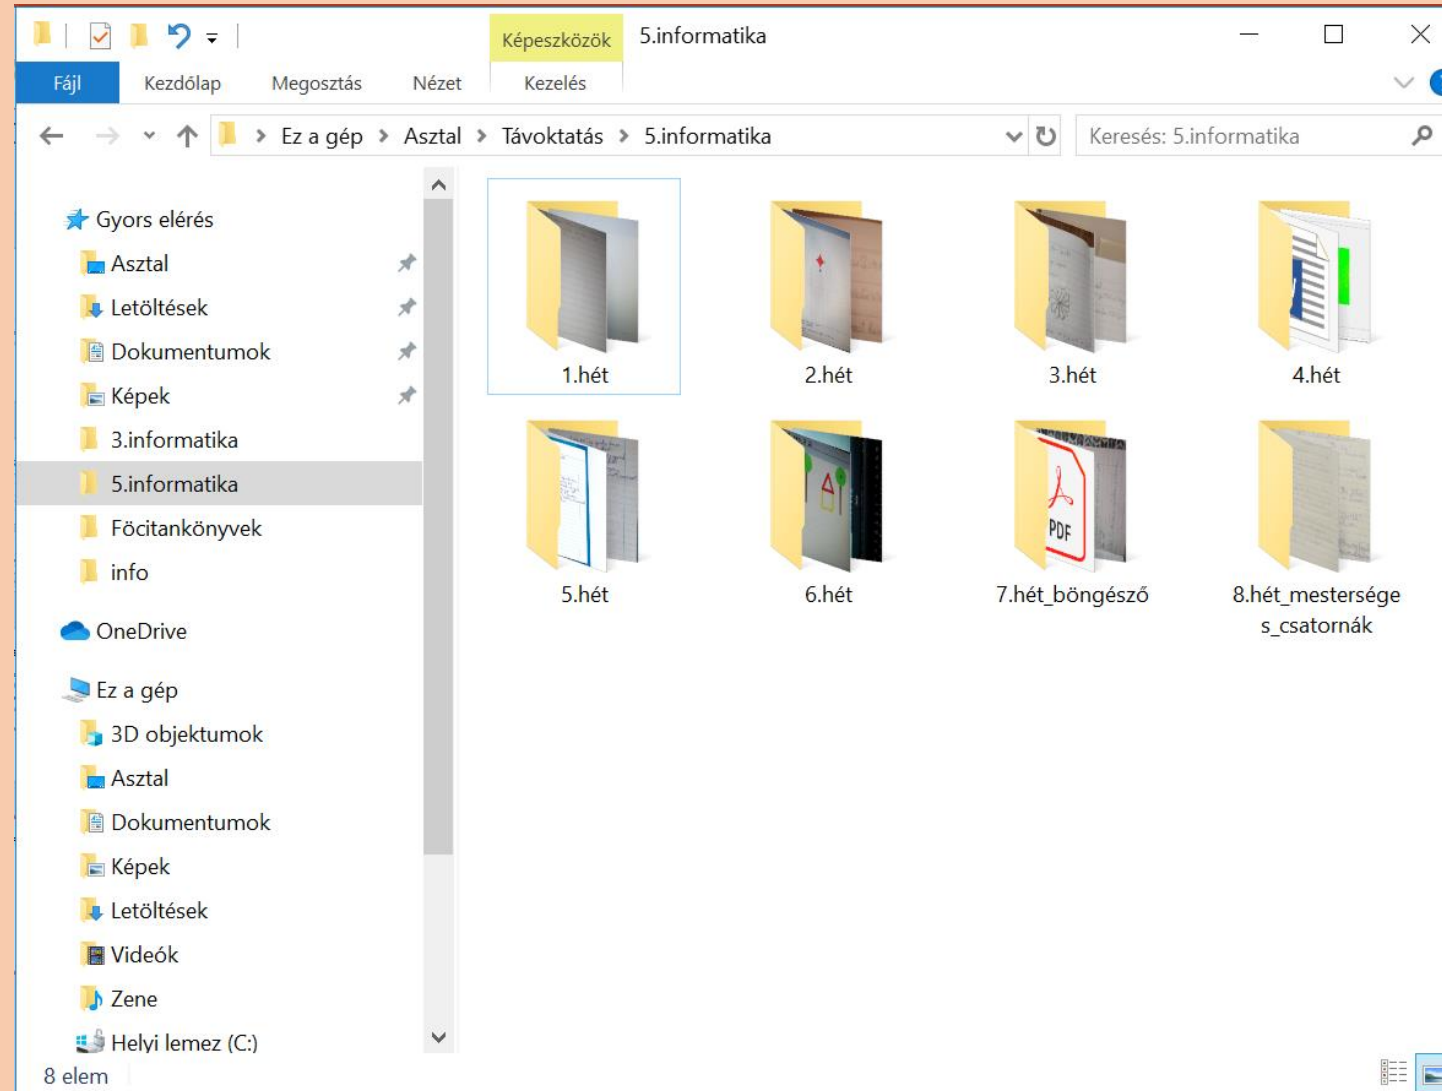 Képeszközök
5.informatika
Fájl
Kezdőlap
Megosztás
Nézet
Kezelés
Ez a gép
Asztal
Távoktatás
5.informatika
Keresés: 5.informatika
Gyors elérés
Asztal
Letöltések
Dokumentumok
Képek
3.informatika
5.informatika
Föcitankönyvek
info
OneDrive
Ez a gép
3D objektumok
Asztal
Dokumentumok
Képek
Letöltések
Videók
Zene
Helyi lemez (C:)
1.hét
2.hét
3.hét
4.hét
PDF
5.hét
6.hét
7.hét_böngésző
8.hét_mestersége
s_csatornák
8 elem